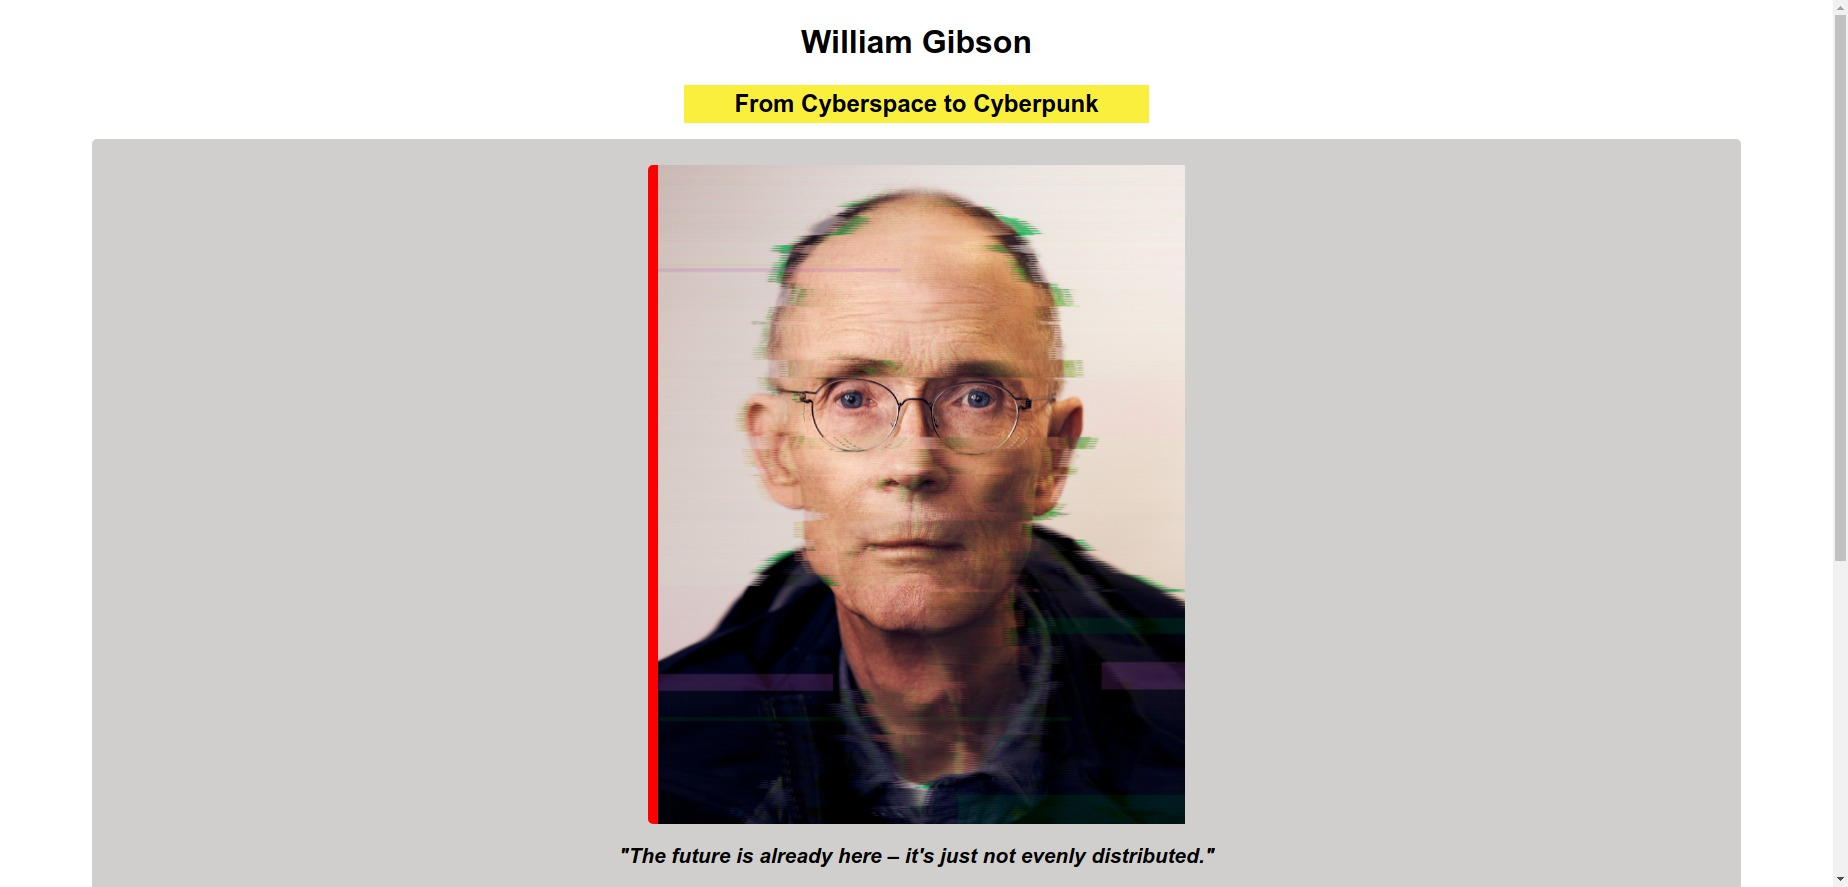 William Gibson
From Cyberspace to Cyberpunk
"The future is already here – it's just not evenly distributed."